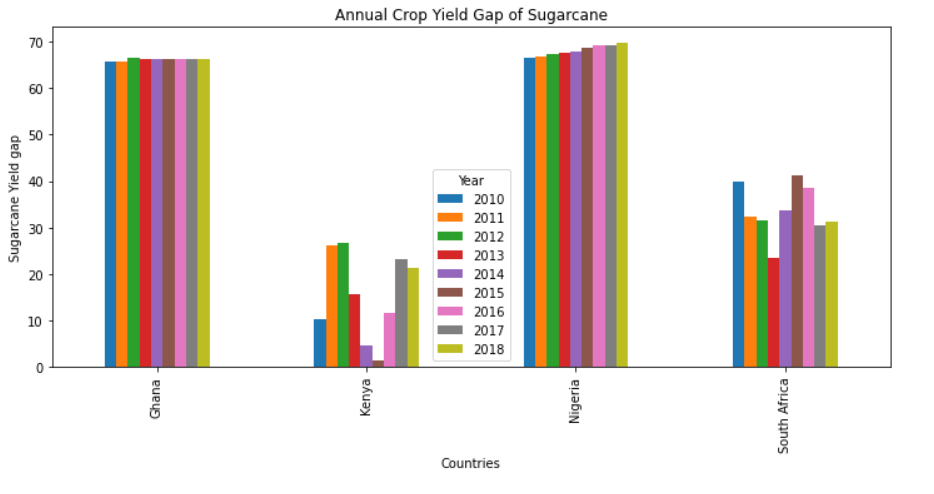 Annual Crop Yield Gap of Sugarcane
70
60
50
40
30
20
10
0
Sugarcane Yield gap
Year
2010
2011
2012
2013
2014
2015
2016
2017
2018
Ghana
Kenya
Nigeria
South Africa
Countries